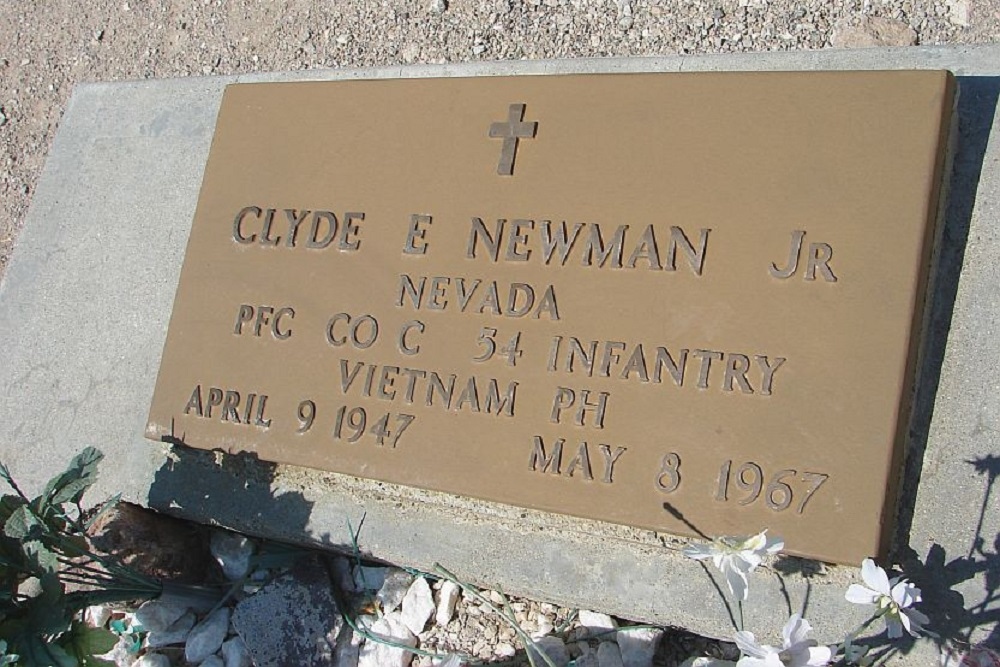 CLYDE E NEWMAN JR
NEVADA
PFC CO C 54 INFANTRY
VIETNAM PH
APRIL 9 1947 MAY 8 1967